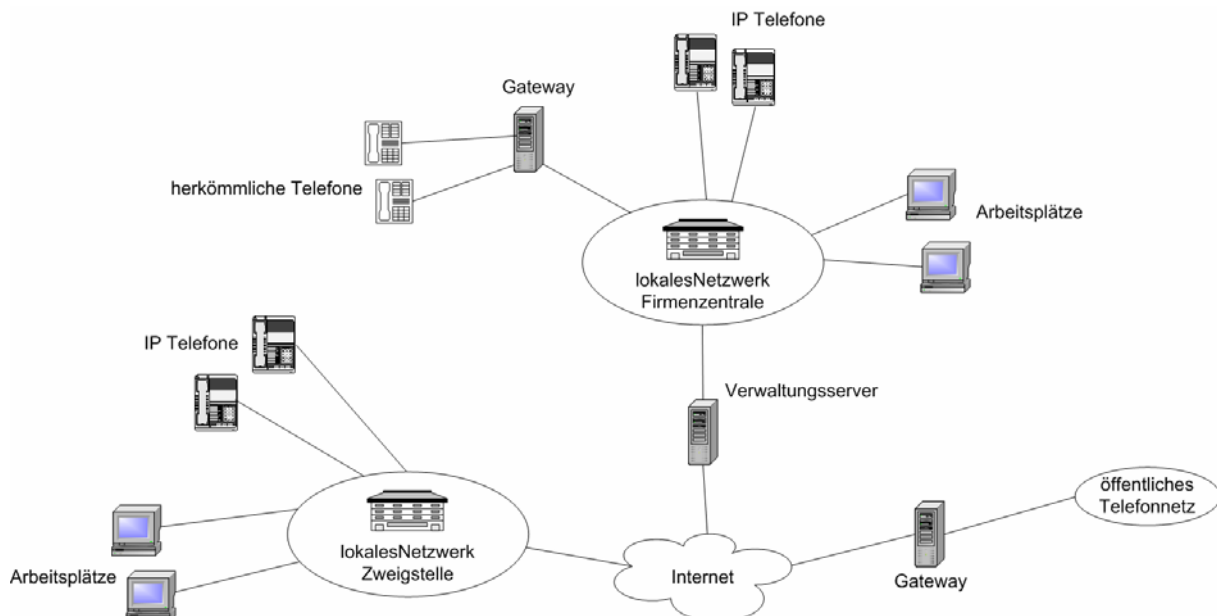 IP Telefone
Gateway
herkömmliche Telefone
Arbeitsplätze
lokalesNetzwerk
Firmenzentrale
IP Telefone
Verwaltungsserver
öffentliches
Telefonnetz
lokalesNetzwerk
Zweigstelle
Internet
Gateway
Arbeitsplätze